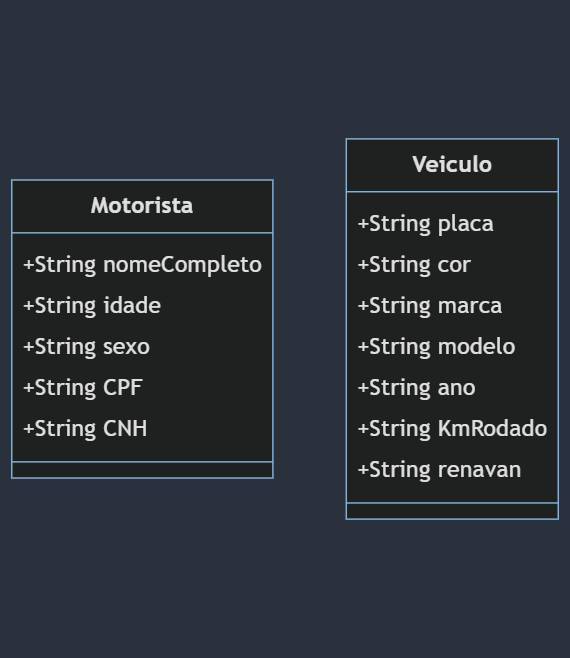 Motorista
+String nomeCompleto
+String idade
+String sexo
+String CPF
+String CNH
Veiculo
+String placa
+String cor
+String marca
+String modelo
+String ano
+String KmRodado
+String renavan